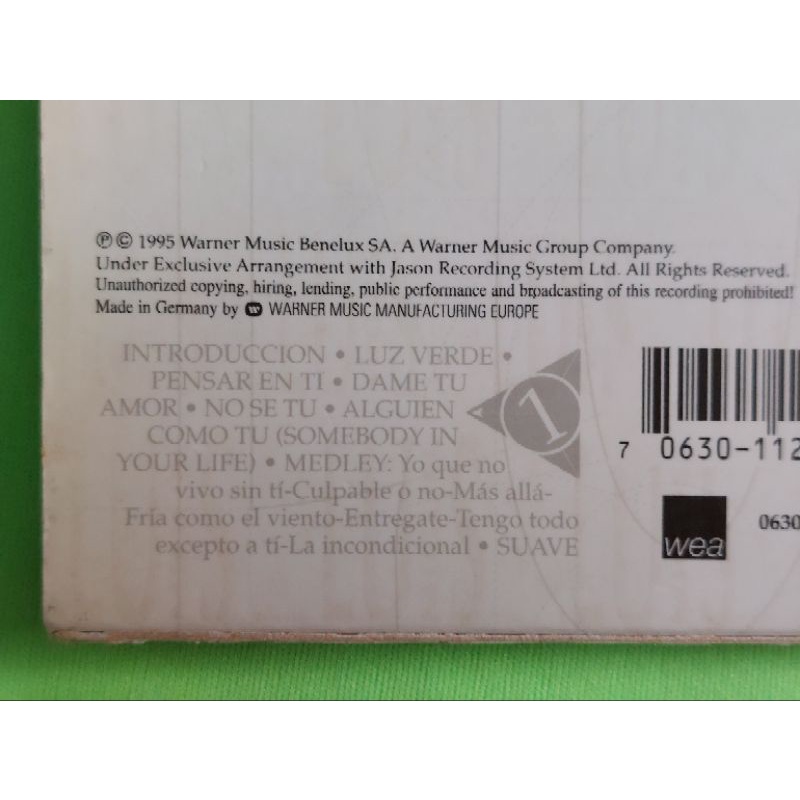 ℗ © 1995 Warner Music Benelux SA. A Warner Music Group Company.
Under Exclusive Arrangement with Jason Recording System Ltd. All Rights Reserved.
Unauthorized copying, hiring, lending, public performance and broadcasting of this recording prohibited!
Made in Germany by WARNER MUSIC MANUFACTURING EUROPE
INTRODUCCION • LUZ VERDE •
PENSAR EN TI • DAME TU
AMOR • NO SE TU • ALGUIEN
COMO TU (SOMEBODY IN
YOUR LIFE) • MEDLEY: Yo que no
vivo sin tí-Culpable o no-Más allá-
Fría como el viento-Entregate-Tengo todo
excepto a tí-La incondicional • SUAVE
1
7 0630-112
0630
wea